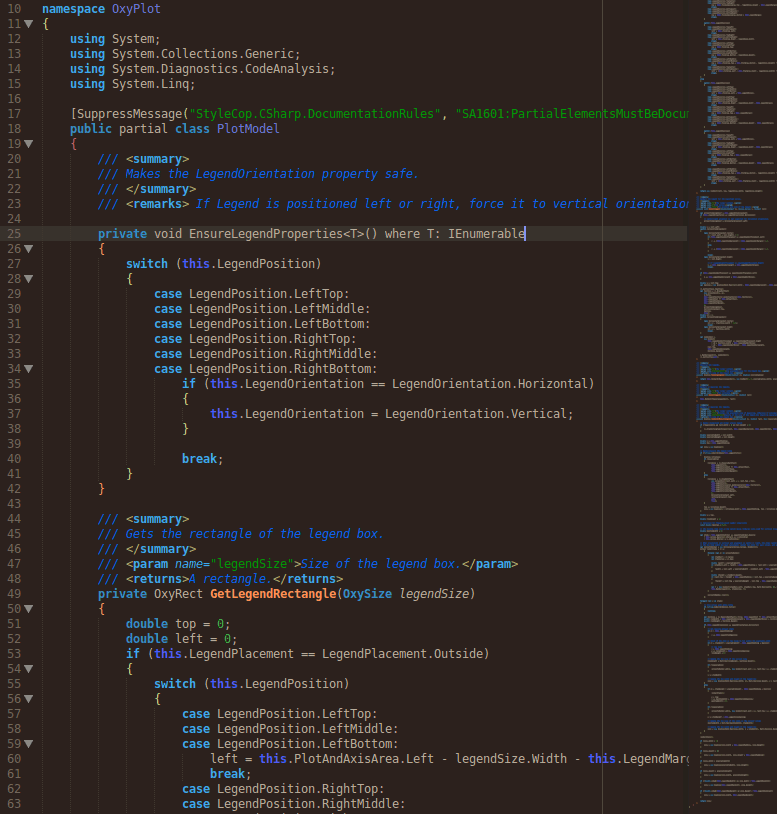 10 namespace OxyPlot
11 {
12 using System;
13 using System.Collections.Generic;
14 using System.Diagnostics.CodeAnalysis;
15 using System.Linq;
16
17 [SuppressMessage("StyleCop.CSharp.DocumentationRules", "SA1601:PartialElementsMustBeDocu
18 public partial class PlotModel
19 {
20 /// <summary>
21 /// Makes the LegendOrientation property safe.
22 /// </summary>
23 /// <remarks> If Legend is positioned left or right, force it to vertical orientatio
24
25 private void EnsureLegendProperties<T>() where T: IEnumerable
26 {
27 switch (this.LegendPosition)
28 {
29 case LegendPosition.LeftTop:
30 case LegendPosition.LeftMiddle:
31 case LegendPosition.LeftBottom:
32 case LegendPosition.RightTop:
33 case LegendPosition.RightMiddle:
34 case LegendPosition.RightBottom:
35 if (this.LegendOrientation == LegendOrientation.Horizontal)
36 {
37 this.LegendOrientation = LegendOrientation.Vertical;
38 }
39
40 break;
41 }
42 }
43
44 /// <summary>
45 /// Gets the rectangle of the legend box.
46 /// </summary>
47 /// <param name="legendSize">Size of the legend box.</param>
48 /// <returns>A rectangle.</returns>
49 private OxyRect GetLegendRectangle(OxySize legendSize)
50 {
51 double top = 0;
52 double left = 0;
53 if (this.LegendPlacement == LegendPlacement.Outside)
54 {
55 switch (this.LegendPosition)
56 {
57 case LegendPosition.LeftTop:
58 case LegendPosition.LeftMiddle:
59 case LegendPosition.LeftBottom:
60 left = this.PlotAndAxisArea.Left - legendSize.Width - this.LegendMarg
61 break;
62 case LegendPosition.RightTop:
63 case LegendPosition.RightMiddle: